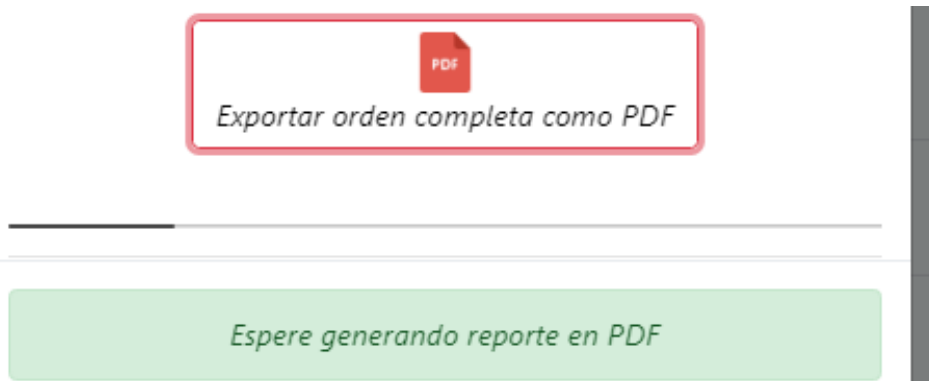 PDF
Exportar orden completa como PDF
Espere generando reporte en PDF